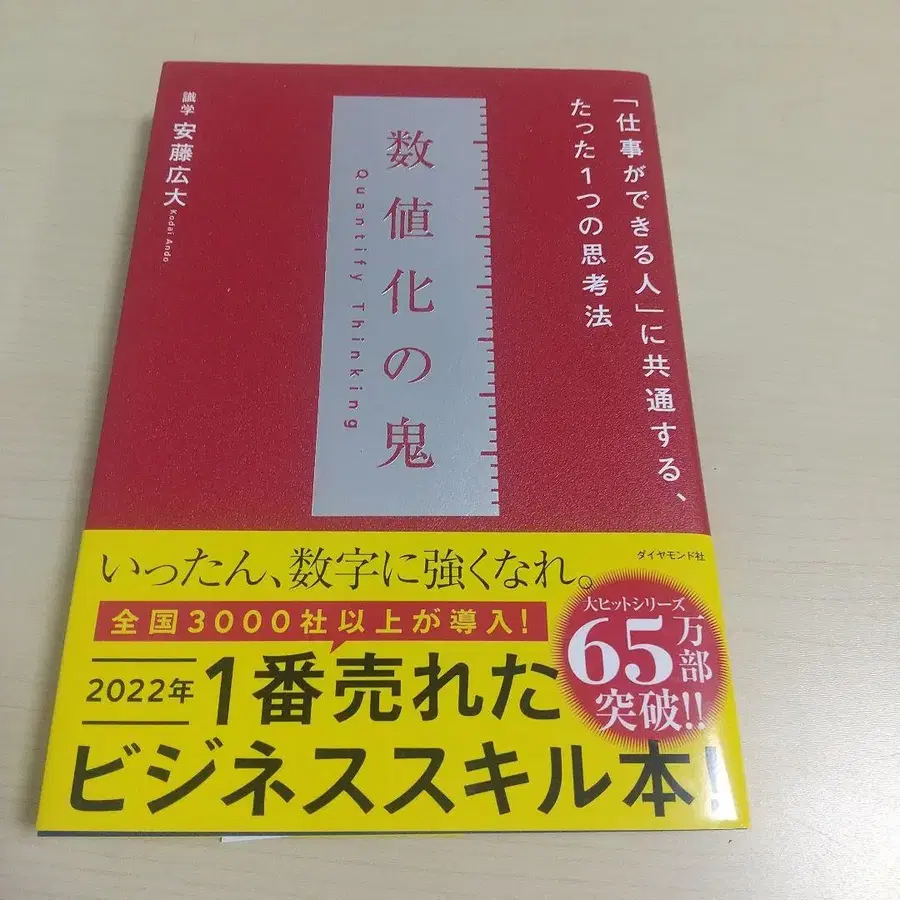 「仕事ができる人」に共通する、
たった1つの思考法
数値化の鬼
Quantify Thinking
識学 安藤広大
Kodai Ando
ダイヤモンド社
いったん、数字に強くなれ。
全国3000社以上が導入!
2022年
1番売れた
ビジネススキル本!
大ヒットシリーズ
65万部
突破!!